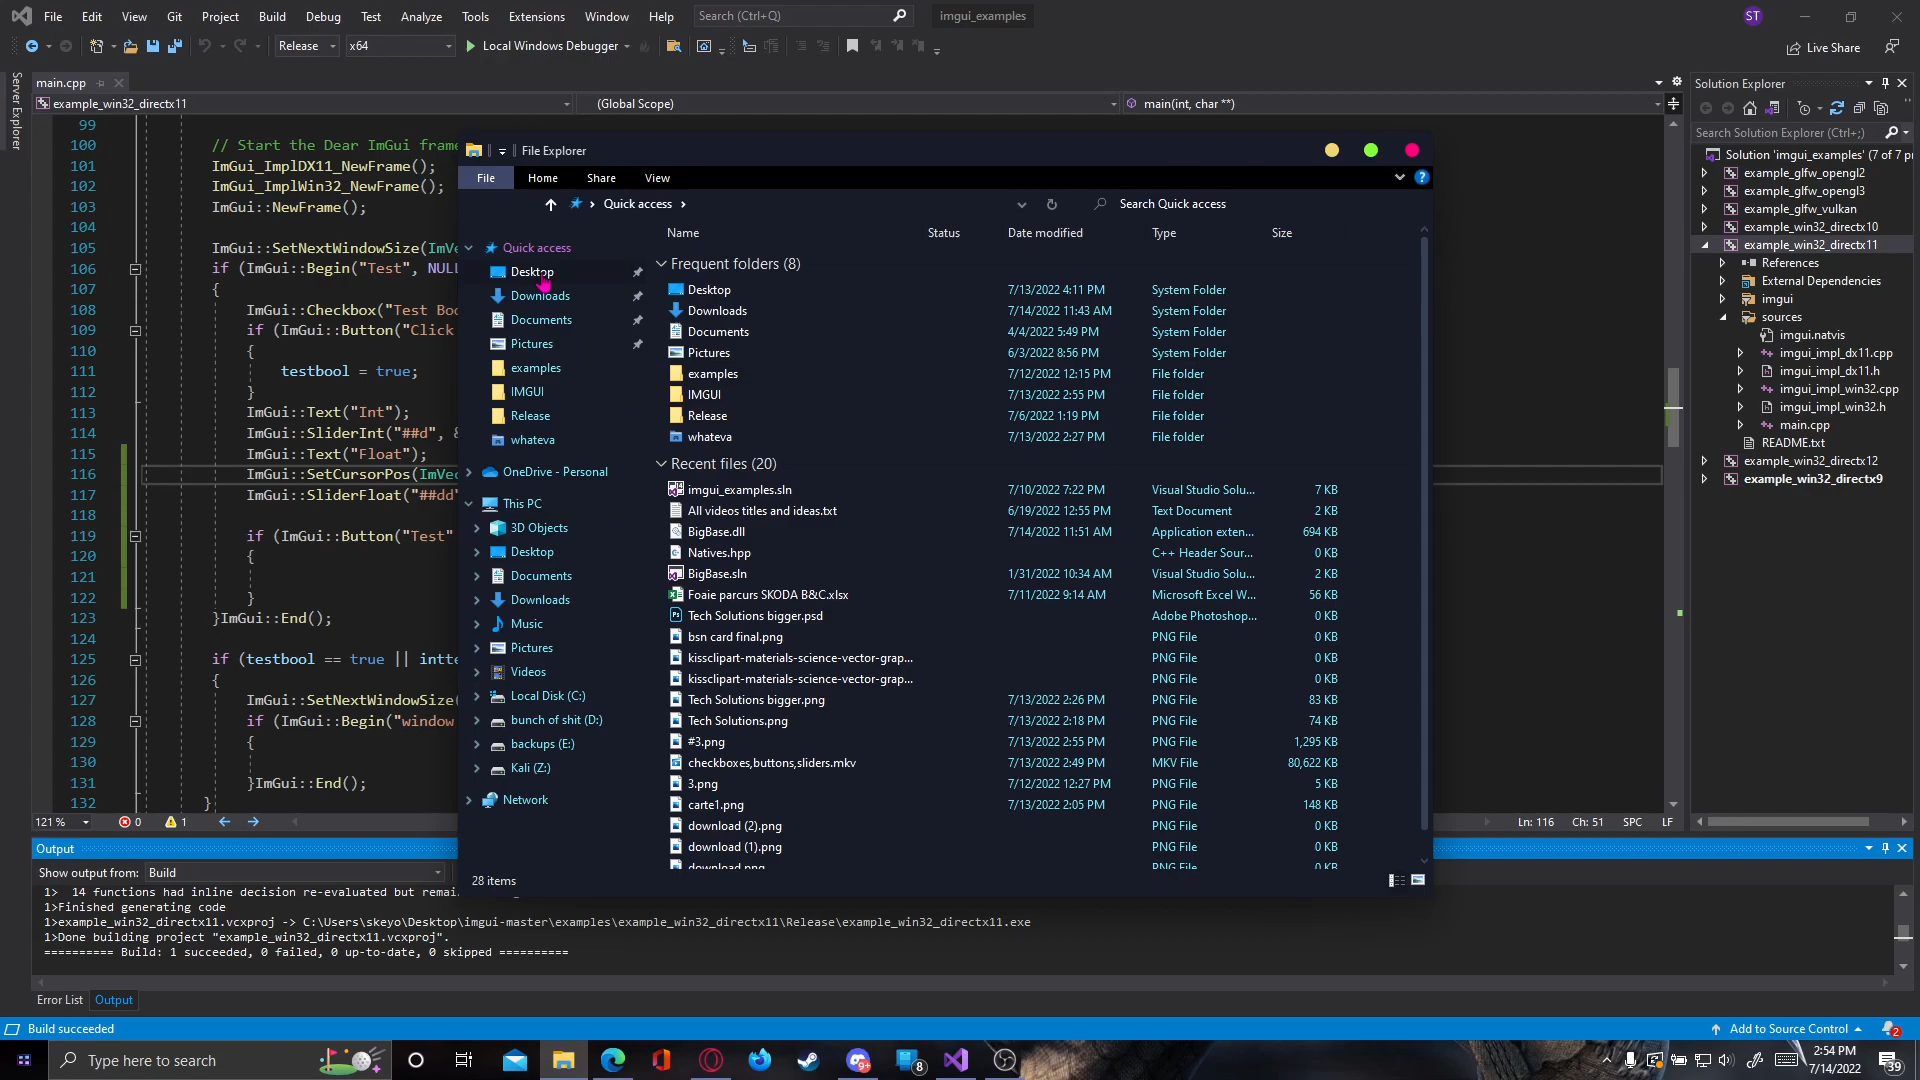 File Edit View Git Project Build Debug Test Analyze Tools Extensions Window Help Search (Ctrl+Q) imgui_examples ST
Release x64 Local Windows Debugger Live Share
Server Explorer
main.cpp
example_win32_directx11 (Global Scope) main(int, char **)
99
100 // Start the Dear ImGui frame
101 ImGui_ImplDX11_NewFrame();
102 ImGui_ImplWin32_NewFrame();
103 ImGui::NewFrame();
104
105 ImGui::SetNextWindowSize(ImV
106 if (ImGui::Begin("Test", NULL
107 {
108 ImGui::Checkbox("Test Boo
109 if (ImGui::Button("Click
110 {
111 testbool = true;
112 }
113 ImGui::Text("Int");
114 ImGui::SliderInt("##d", &
115 ImGui::Text("Float");
116 ImGui::SetCursorPos(ImVec
117 ImGui::SliderFloat("##dd"
118
119 if (ImGui::Button("Test"
120 {
121
122 }
123 }ImGui::End();
124
125 if (testbool == true || intte
126 {
127 ImGui::SetNextWindowSize(
128 if (ImGui::Begin("window
129 {
130
131 }ImGui::End();
132 }
121 % 0 1 Ln: 116 Ch: 51 SPC LF
File Explorer
File Home Share View
Quick access Search Quick access
Quick access
Desktop
Downloads
Documents
Pictures
examples
IMGUI
Release
whateva
OneDrive - Personal
This PC
3D Objects
Desktop
Documents
Downloads
Music
Pictures
Videos
Local Disk (C:)
bunch of shit (D:)
backups (E:)
Kali (Z:)
Network
Name Status Date modified Type Size
Frequent folders (8)
Desktop 7/13/2022 4:11 PM System Folder
Downloads 7/14/2022 11:43 AM System Folder
Documents 4/4/2022 5:49 PM System Folder
Pictures 6/3/2022 8:56 PM System Folder
examples 7/12/2022 12:15 PM File folder
IMGUI 7/13/2022 2:55 PM File folder
Release 7/6/2022 1:19 PM File folder
whateva 7/13/2022 2:27 PM File folder
Recent files (20)
imgui_examples.sln 7/10/2022 7:22 PM Visual Studio Solu... 7 KB
All videos titles and ideas.txt 6/19/2022 12:55 PM Text Document 2 KB
BigBase.dll 7/14/2022 11:51 AM Application exten... 694 KB
Natives.hpp C++ Header Sour... 0 KB
BigBase.sln 1/31/2022 10:34 AM Visual Studio Solu... 2 KB
Foaie parcurs SKODA B&C.xlsx 7/11/2022 9:14 AM Microsoft Excel W... 56 KB
Tech Solutions bigger.psd Adobe Photoshop... 0 KB
bsn card final.png PNG File 0 KB
kissclipart-materials-science-vector-grap... PNG File 0 KB
kissclipart-materials-science-vector-grap... PNG File 0 KB
Tech Solutions bigger.png 7/13/2022 2:26 PM PNG File 83 KB
Tech Solutions.png 7/13/2022 2:18 PM PNG File 74 KB
#3.png 7/13/2022 2:55 PM PNG File 1,295 KB
checkboxes,buttons,sliders.mkv 7/13/2022 2:49 PM MKV File 80,622 KB
3.png 7/12/2022 12:27 PM PNG File 5 KB
carte1.png 7/13/2022 2:05 PM PNG File 148 KB
download (2).png PNG File 0 KB
download (1).png PNG File 0 KB
download.png PNG File 0 KB
28 items
Solution Explorer
Search Solution Explorer (Ctrl+;)
Solution 'imgui_examples' (7 of 7 pr
example_glfw_opengl2
example_glfw_opengl3
example_glfw_vulkan
example_win32_directx10
example_win32_directx11
References
External Dependencies
imgui
sources
imgui.natvis
imgui_impl_dx11.cpp
imgui_impl_dx11.h
imgui_impl_win32.cpp
imgui_impl_win32.h
main.cpp
README.txt
example_win32_directx12
example_win32_directx9
Output
Show output from: Build
1> 14 functions had inline decision re-evaluated but remai
1>Finished generating code
1>example_win32_directx11.vcxproj -> C:\Users\skeyo\Desktop\imgui-master\examples\example_win32_directx11\Release\example_win32_directx11.exe
1>Done building project "example_win32_directx11.vcxproj".
========== Build: 1 succeeded, 0 failed, 0 up-to-date, 0 skipped ==========
Error List Output
Build succeeded Add to Source Control 2
Type here to search 9+ 8 2:54 PM
7/14/2022 39